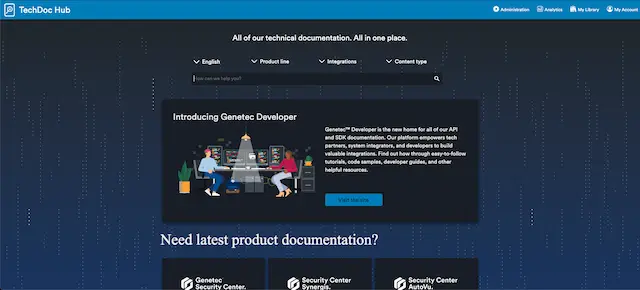 TechDoc Hub
Administration Analytics My Library My Account
All of our technical documentation. All in one place.
English Product line Integrations Content type
how can we help you?
Introducing Genetec Developer
Genetec™ Developer is the new home for all of our API
and SDK documentation. Our platform empowers tech
partners, system integrators, and developers to build
valuable integrations. Find out how through easy-to-follow
tutorials, code samples, developer guides, and other
helpful resources.
Visit the site
Need latest product documentation?
Genetec
Security Center.
Security Center
Synergis.
Security Center
AutoVu.